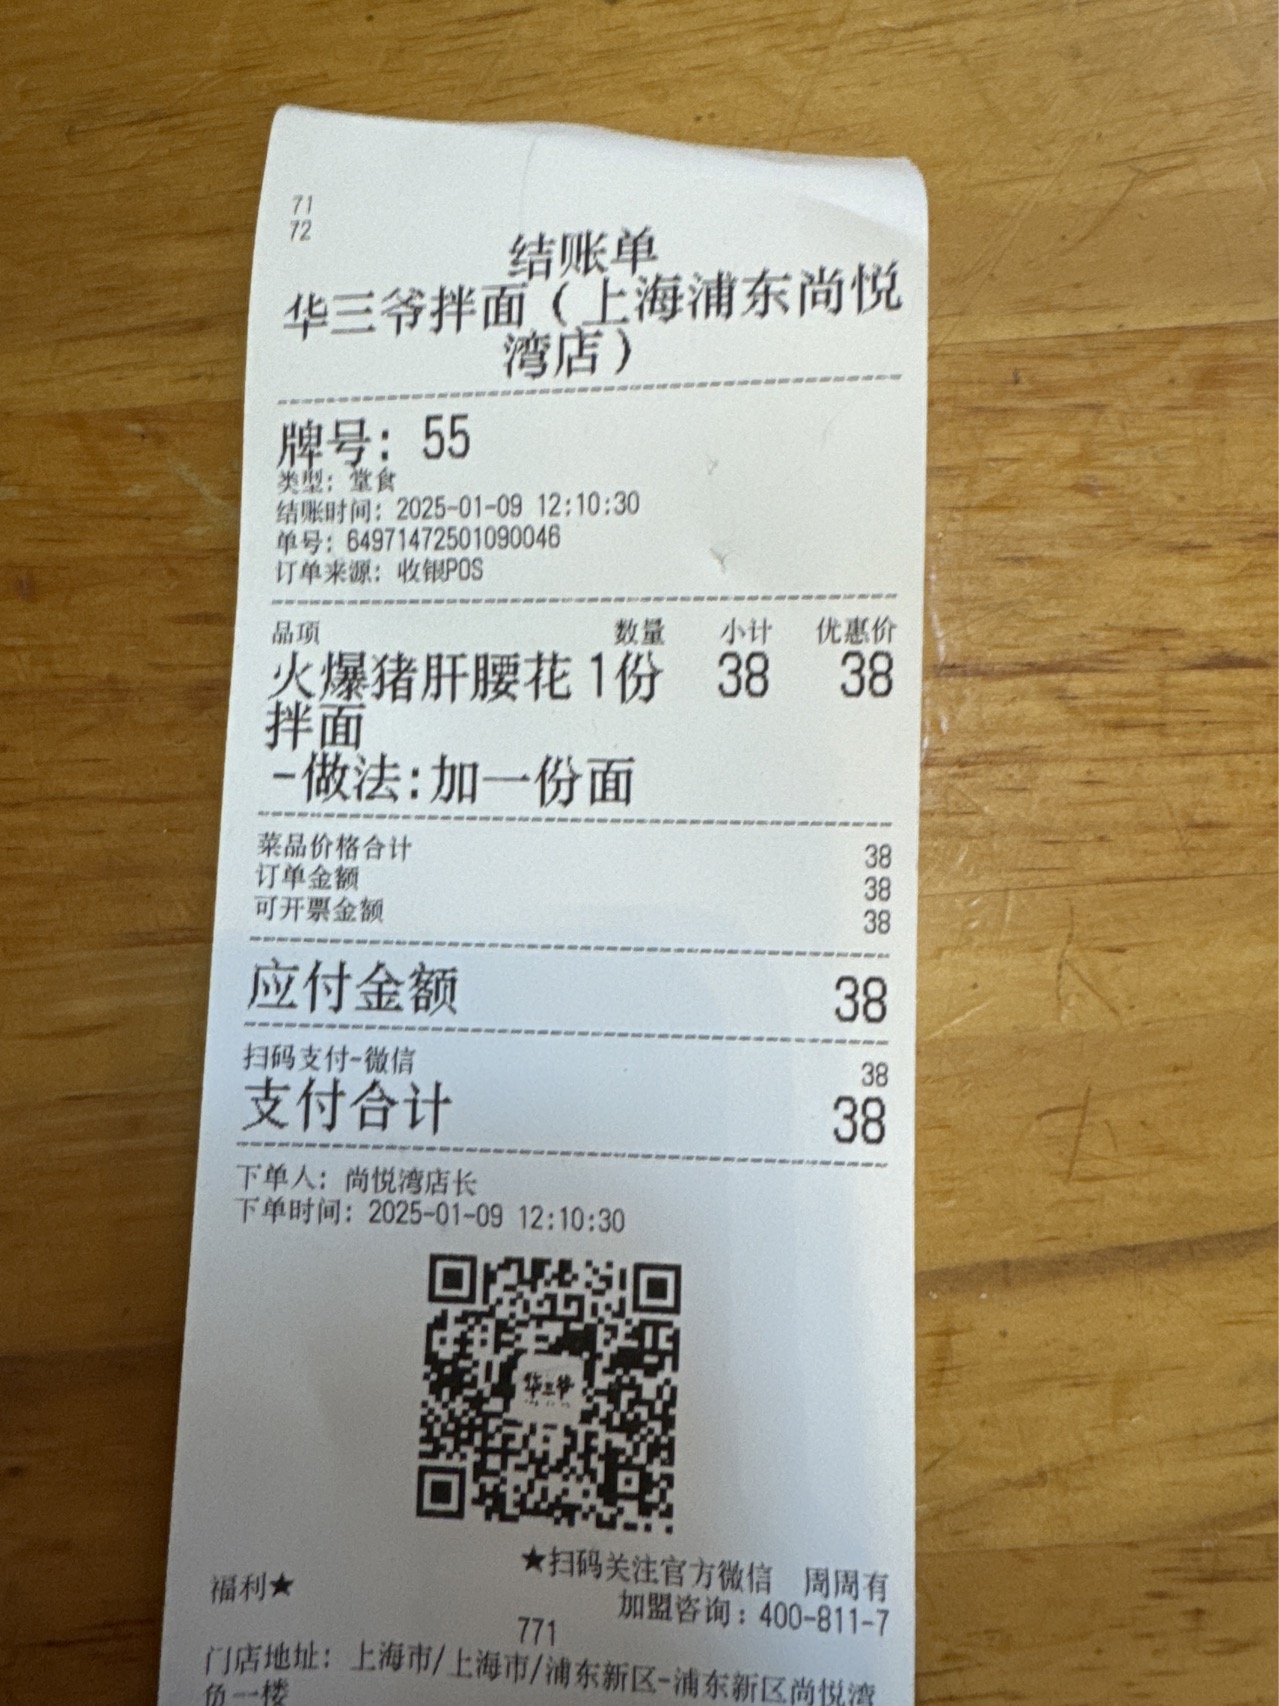 71
72
结账单
华三爷拌面（上海浦东尚悦
湾店）
牌号: 55
类型: 堂食
结账时间: 2025-01-09 12:10:30
单号: 64971472501090046
订单来源: 收银POS
品项 数量 小计 优惠价
火爆猪肝腰花 1份 38 38
拌面
-做法:加一份面
菜品价格合计 38
订单金额 38
可开票金额 38
应付金额 38
扫码支付-微信 38
支付合计 38
下单人: 尚悦湾店长
下单时间: 2025-01-09 12:10:30
华三爷
★扫码关注官方微信 周周有
福利★
加盟咨询: 400-811-7
771
门店地址: 上海市/上海市/浦东新区-浦东新区尚悦湾
负一楼